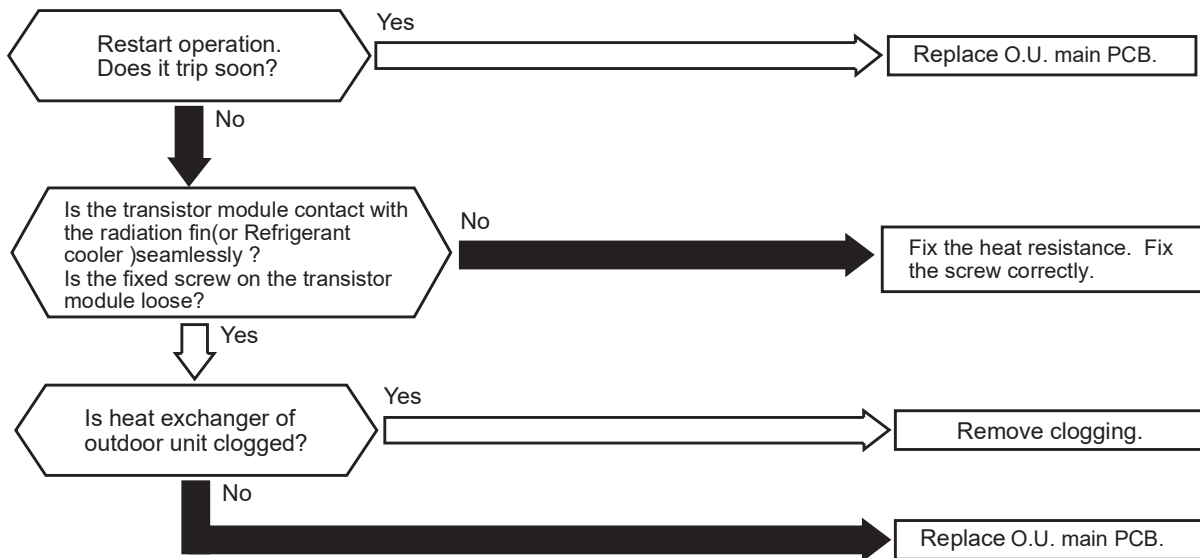 Yes
Restart operation.
Does it trip soon?
Replace O.U. main PCB.
No
Is the transistor module contact with
the radiation fin(or Refrigerant
cooler )seamlessly ?
Is the fixed screw on the transistor
module loose?
No
Fix the heat resistance. Fix
the screw correctly.
Yes
Is heat exchanger of
outdoor unit clogged?
Yes
Remove clogging.
No
Replace O.U. main PCB.